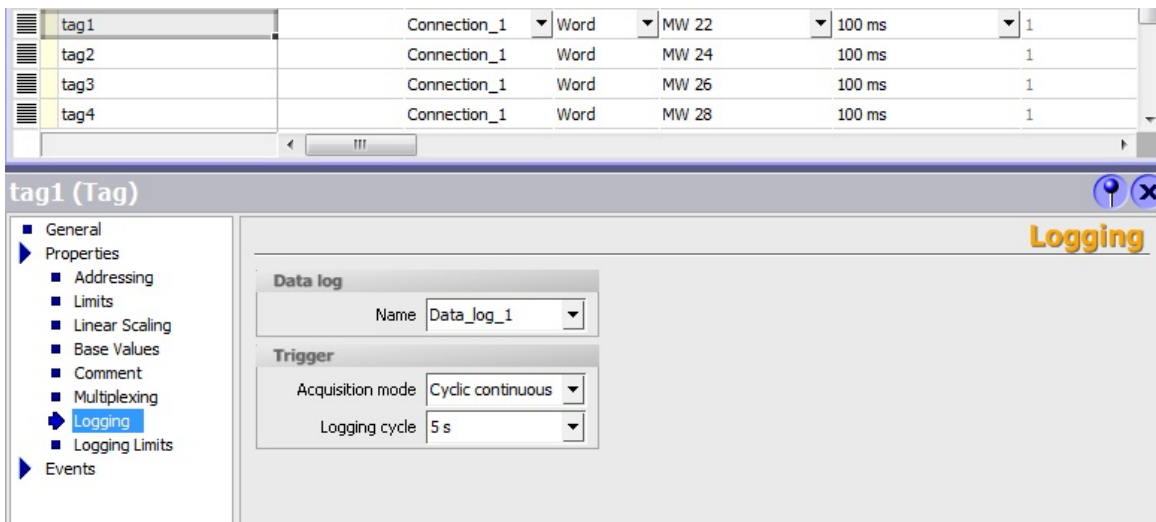 tag1 Connection_1 Word MW 22 100 ms 1
tag2 Connection_1 Word MW 24 100 ms 1
tag3 Connection_1 Word MW 26 100 ms 1
tag4 Connection_1 Word MW 28 100 ms 1
tag1 (Tag)
General
Properties
Addressing
Limits
Linear Scaling
Base Values
Comment
Multiplexing
Logging
Logging Limits
Events
Logging
Data log
Name Data_log_1
Trigger
Acquisition mode Cyclic continuous
Logging cycle 5 s